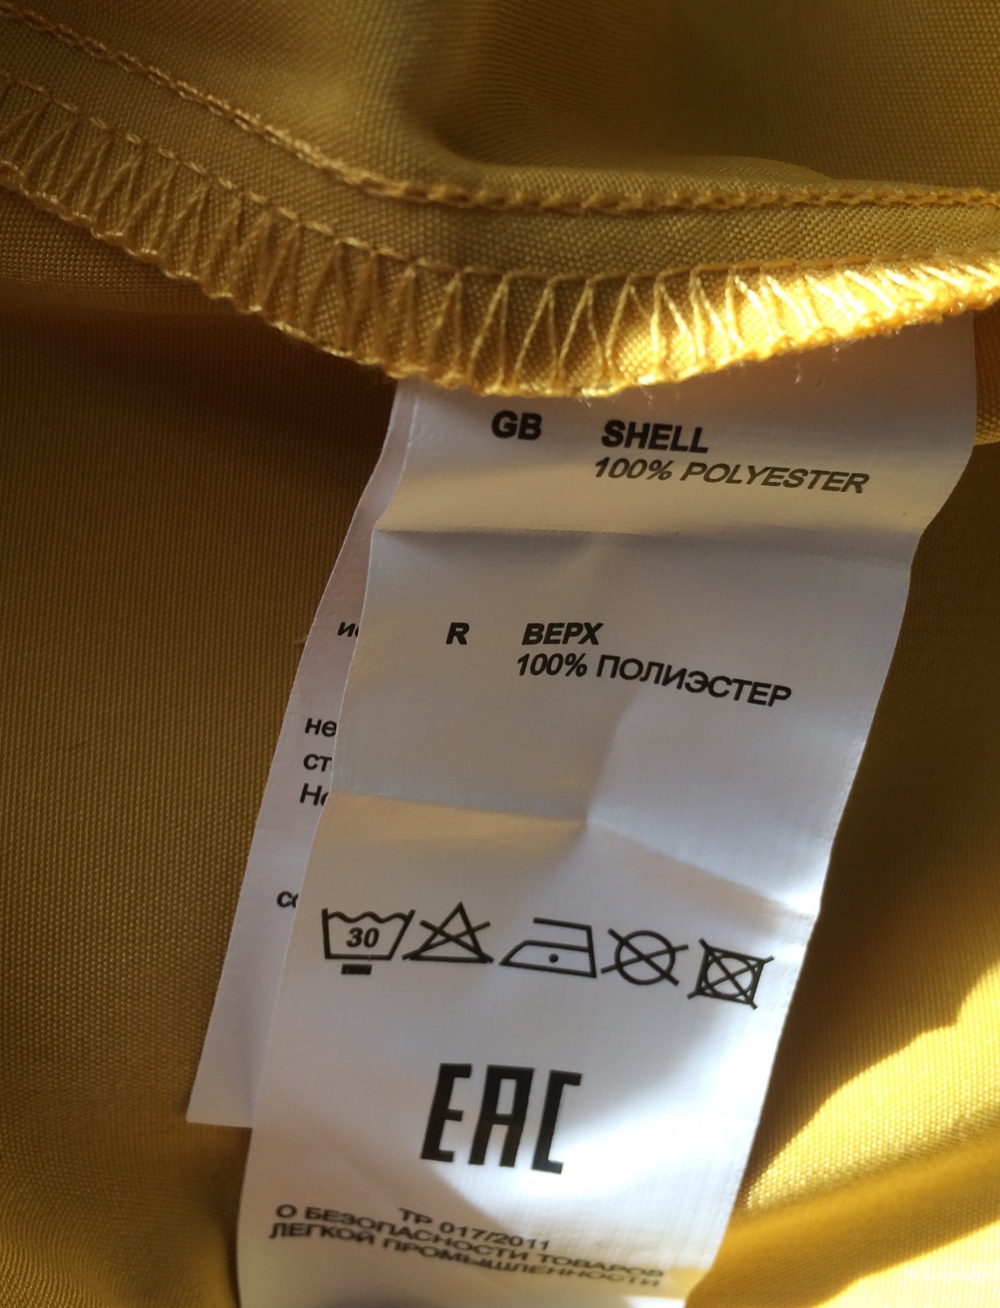 GB SHELL
100% POLYESTER
R ВЕРХ
100% ПОЛИЭСТЕР
30
EAC
ТР 017/2011
О БЕЗОПАСНОСТИ ТОВАРОВ
ЛЕГКОЙ ПРОМЫШЛЕННОСТИ